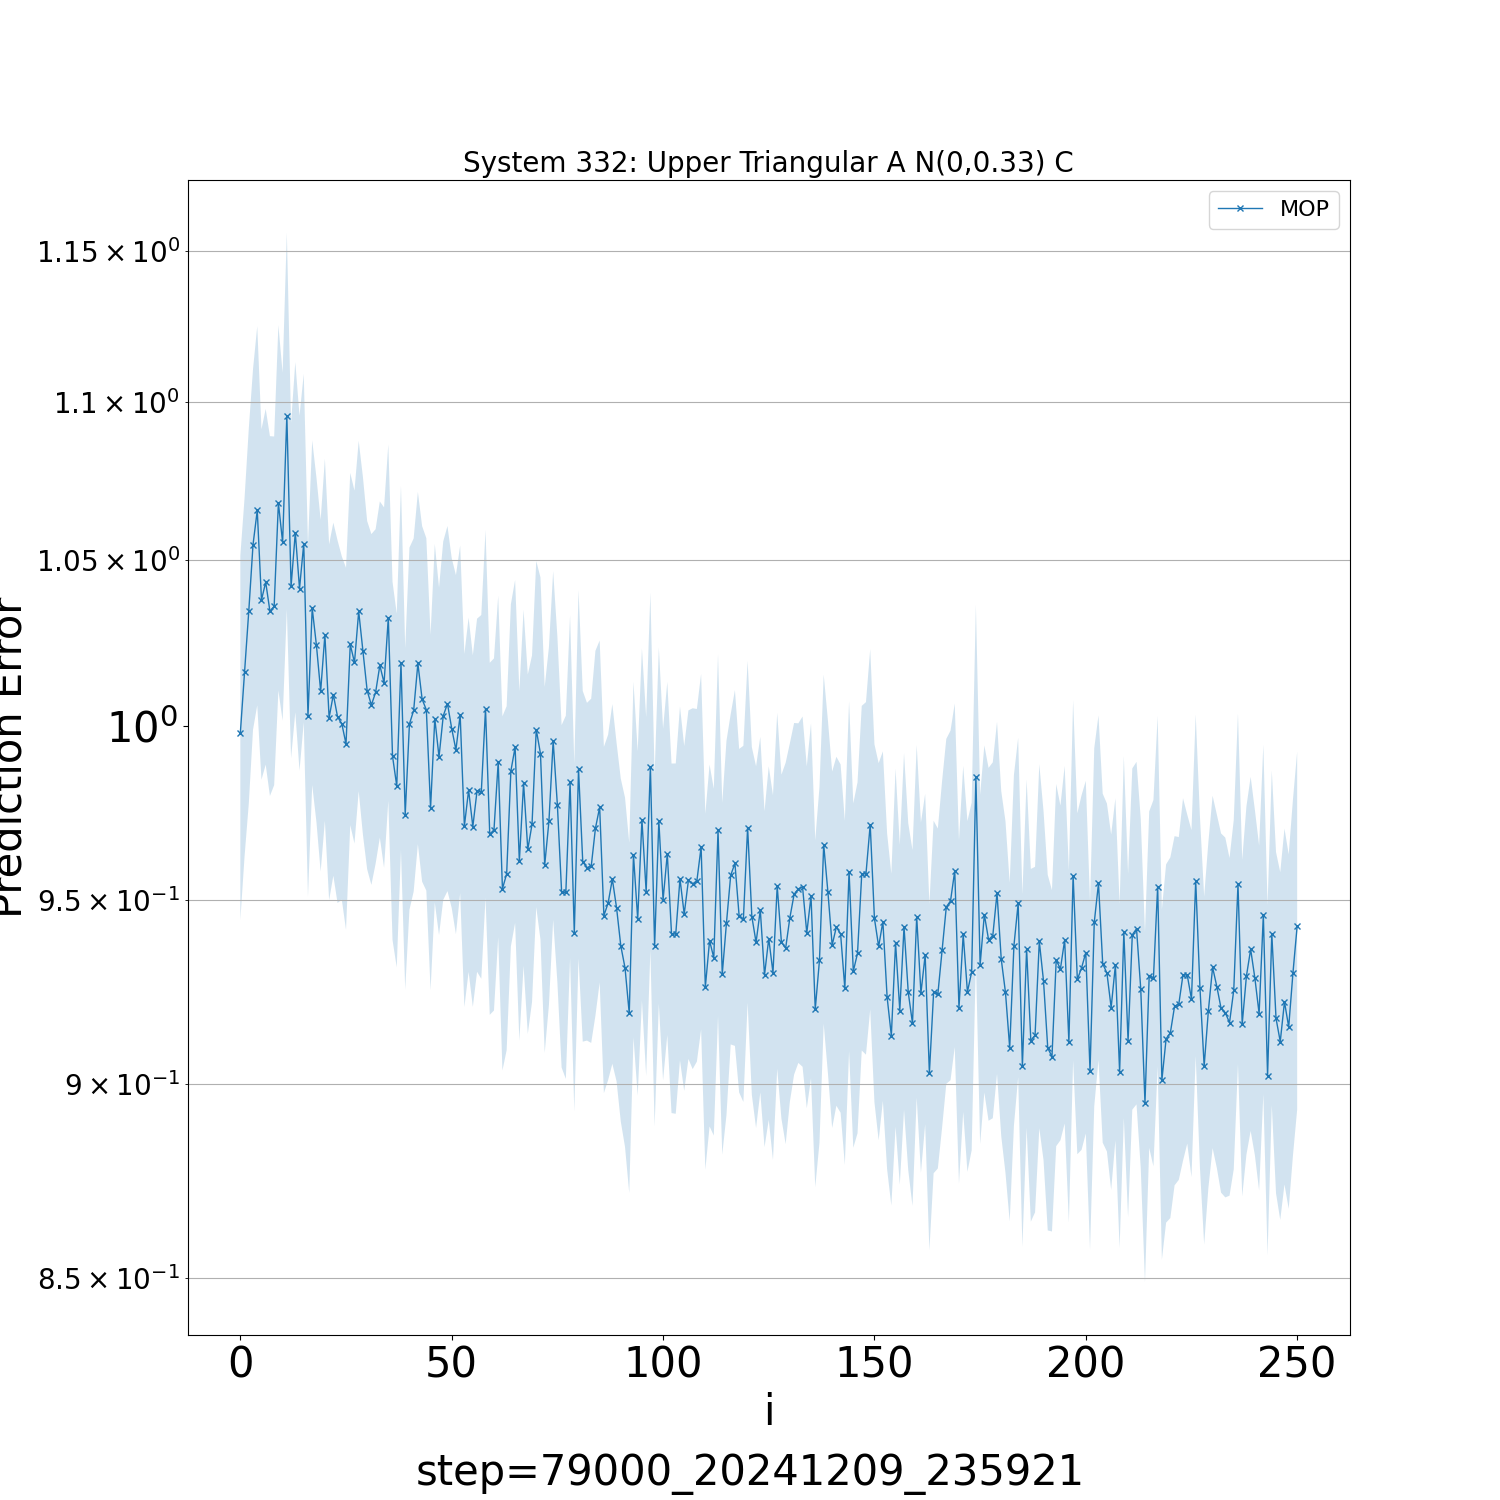 System 332: Upper Triangular A N(0,0.33) C
MOP
1.15 × 10⁰
1.1 × 10⁰
1.05 × 10⁰
10⁰
9.5 × 10⁻¹
9 × 10⁻¹
8.5 × 10⁻¹
Prediction Error
0 50 100 150 200 250
i
step=79000_20241209_235921